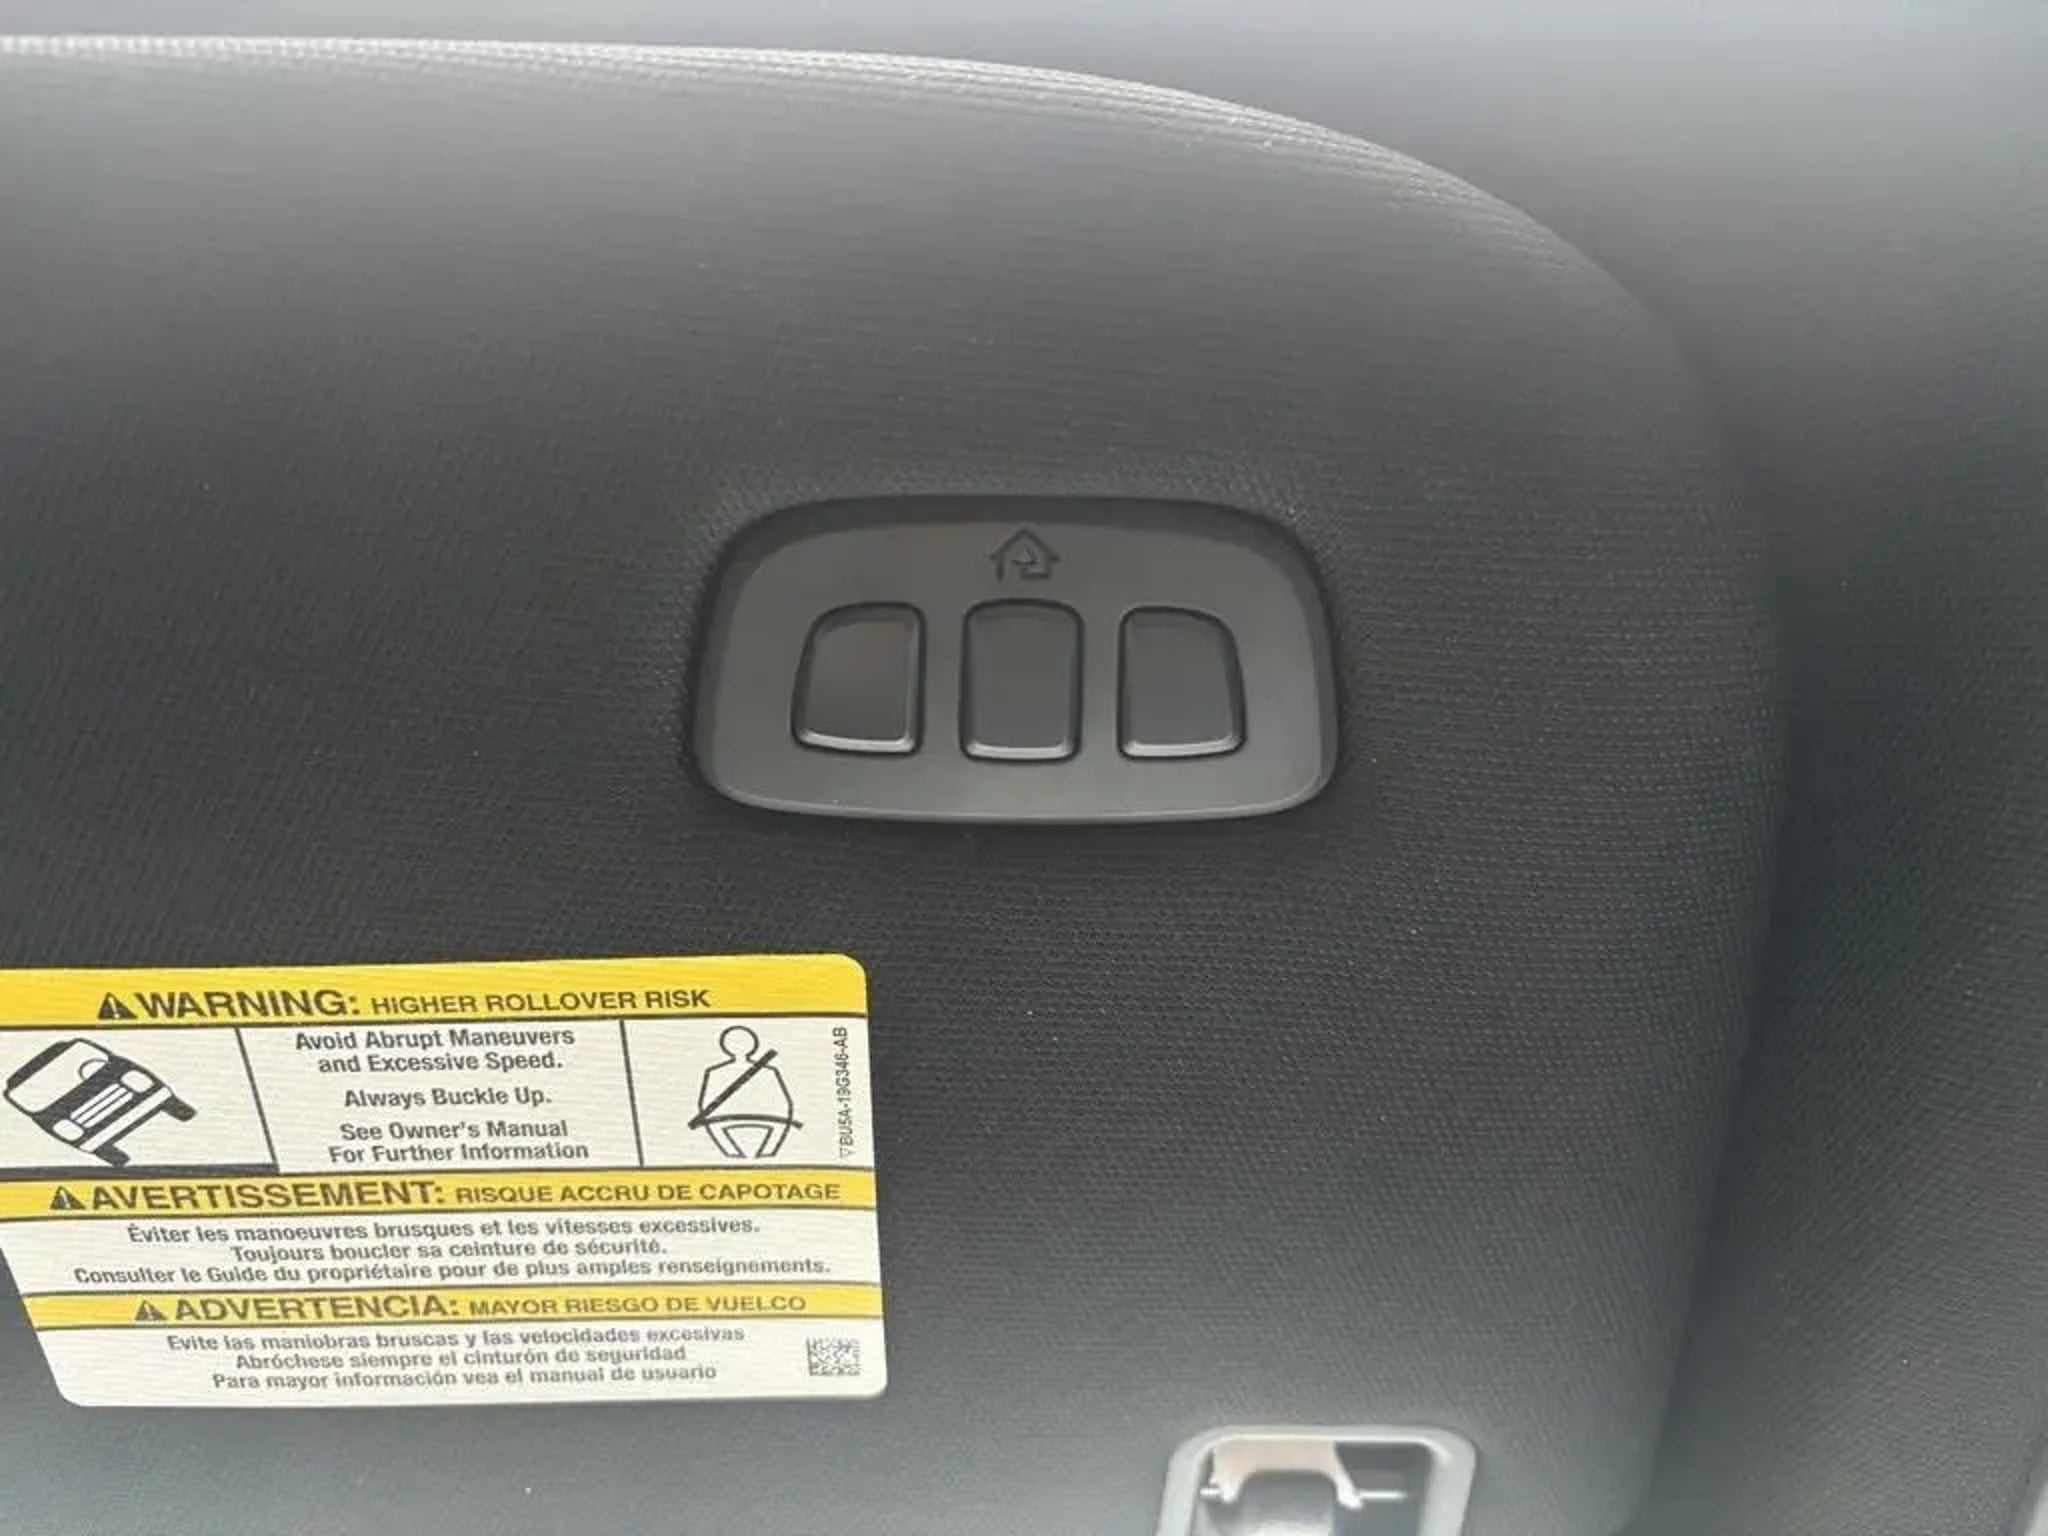 WARNING: HIGHER ROLLOVER RISK
Avoid Abrupt Maneuvers
and Excessive Speed.
Always Buckle Up.
See Owner's Manual
For Further Information
7BU5A-19G346-AB
AVERTISSEMENT: RISQUE ACCRU DE CAPOTAGE
Éviter les manoeuvres brusques et les vitesses excessives.
Toujours boucler sa ceinture de sécurité.
Consulter le Guide du propriétaire pour de plus amples renseignements.
ADVERTENCIA: MAYOR RIESGO DE VUELCO
Evite las maniobras bruscas y las velocidades excesivas
Abróchese siempre el cinturón de seguridad
Para mayor información vea el manual de usuario